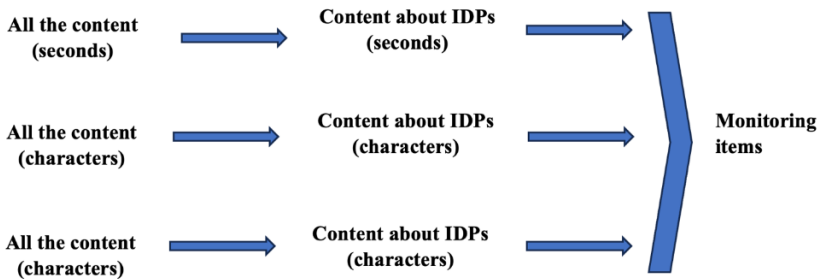 All the content
(seconds)
Content about IDPs
(seconds)
All the content
(characters)
Content about IDPs
(characters)
Monitoring
items
All the content
(characters)
Content about IDPs
(characters)